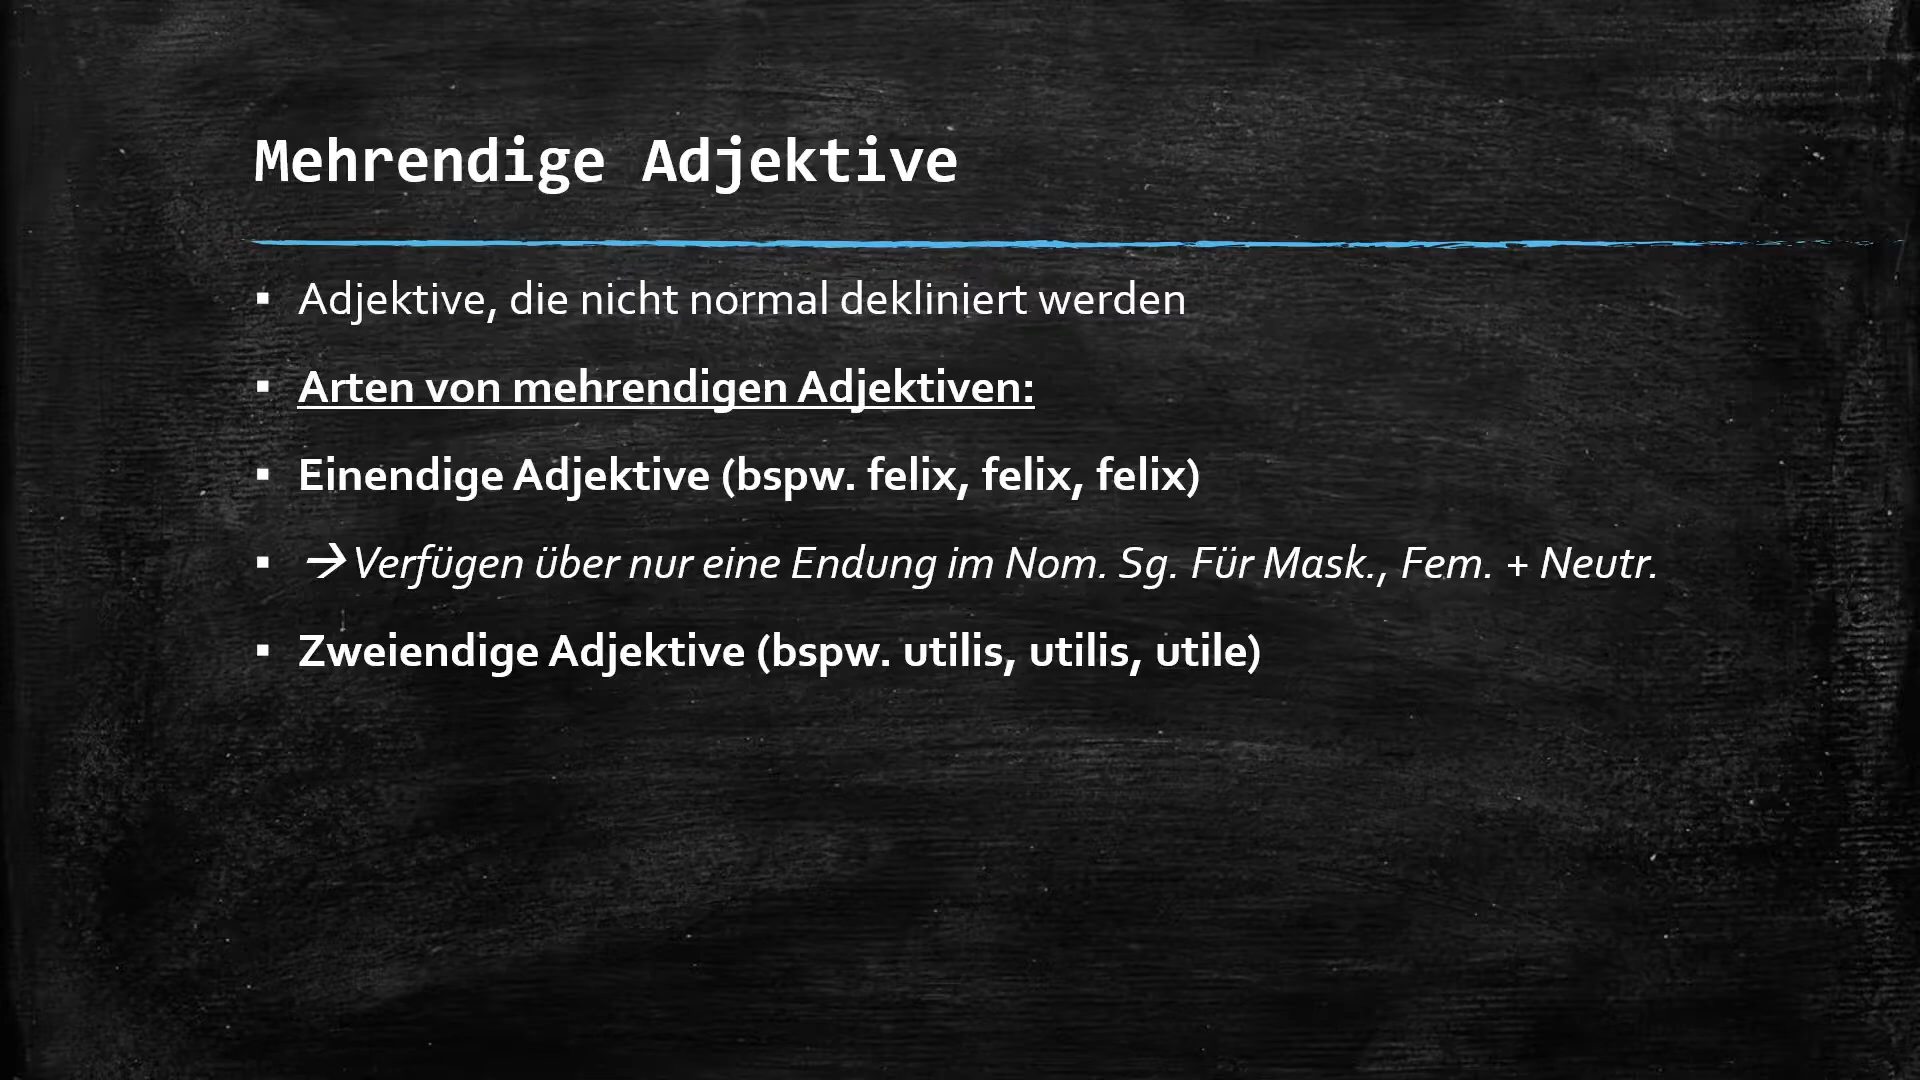 Mehrendige Adjektive
▪ Adjektive, die nicht normal dekliniert werden
▪ Arten von mehrendigen Adjektiven:
▪ Einendige Adjektive (bspw. felix, felix, felix)
▪ → Verfügen über nur eine Endung im Nom. Sg. Für Mask., Fem. + Neutr.
▪ Zweiendige Adjektive (bspw. utilis, utilis, utile)